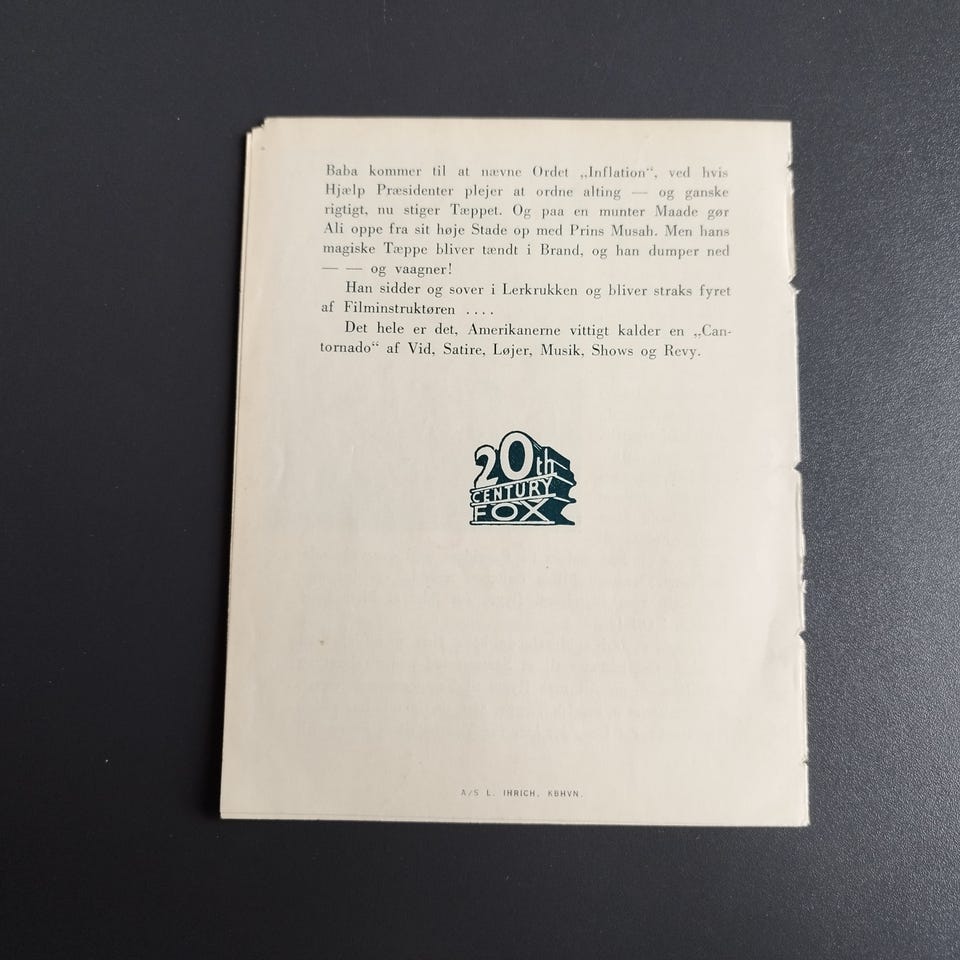 Baba kommer til at nævne Ordet „Inflation“, ved hvis
Hjælp Præsidenter plejer at ordne alting — og ganske
rigtigt, nu stiger Tæppet. Og paa en munter Maade gør
Ali oppe fra sit høje Stade op med Prins Musah. Men hans
magiske Tæppe bliver tændt i Brand, og han dumper ned
— — og vaagner!
Han sidder og sover i Lerkrukken og bliver straks fyret
af Filminstruktøren ....
Det hele er det, Amerikanerne vittigt kalder en „Can-
tornado“ af Vid, Satire, Løjer, Musik, Shows og Revy.
20th
CENTURY
FOX
A/S L. IHRICH, KBHVN.